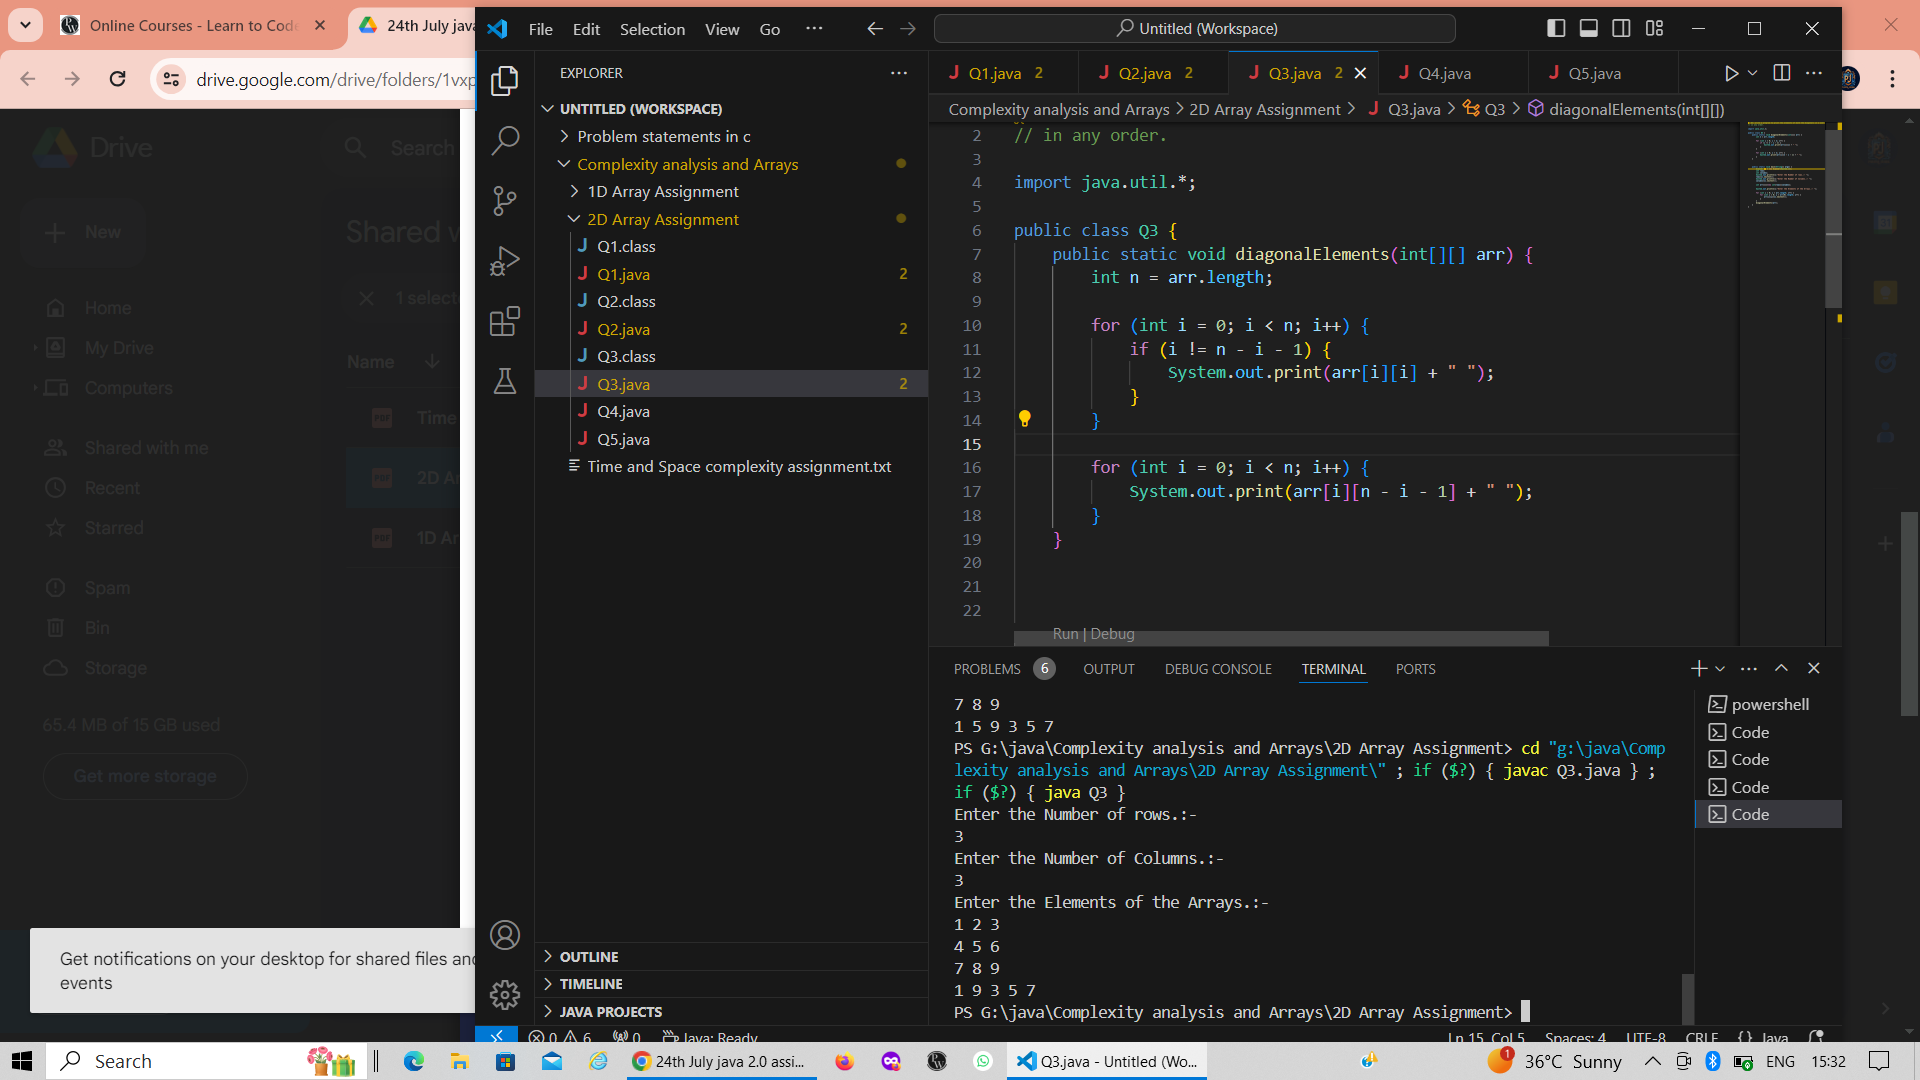 Online Courses - Learn to Code
24th July java
drive.google.com/drive/folders/1vxp
Drive
Search
New
Shared w
1 selecte
Home
My Drive
Computers
Name
Time
2D Ar
1D Ar
Shared with me
Recent
Starred
Spam
Bin
Storage
65.4 MB of 15 GB used
Get more storage
Get notifications on your desktop for shared files and
events
File Edit Selection View Go ...
Untitled (Workspace)
EXPLORER
UNTITLED (WORKSPACE)
Problem statements in c
Complexity analysis and Arrays
1D Array Assignment
2D Array Assignment
Q1.class
Q1.java 2
Q2.class
Q2.java 2
Q3.class
Q3.java 2
Q4.java
Q5.java
Time and Space complexity assignment.txt
OUTLINE
TIMELINE
JAVA PROJECTS
Q1.java 2 Q2.java 2 Q3.java 2 Q4.java Q5.java
Complexity analysis and Arrays > 2D Array Assignment > Q3.java > Q3 > diagonalElements(int[][])
2 // in any order.
3
4 import java.util.*;
5
6 public class Q3 {
7 public static void diagonalElements(int[][] arr) {
8 int n = arr.length;
9
10 for (int i = 0; i < n; i++) {
11 if (i != n - i - 1) {
12 System.out.print(arr[i][i] + " ");
13 }
14 }
15
16 for (int i = 0; i < n; i++) {
17 System.out.print(arr[i][n - i - 1] + " ");
18 }
19 }
20
21
22
Run | Debug
PROBLEMS 6 OUTPUT DEBUG CONSOLE TERMINAL PORTS
7 8 9
1 5 9 3 5 7
PS G:\java\Complexity analysis and Arrays\2D Array Assignment> cd "g:\java\Comp
lexity analysis and Arrays\2D Array Assignment\" ; if ($?) { javac Q3.java } ;
if ($?) { java Q3 }
Enter the Number of rows.:-
3
Enter the Number of Columns.:-
3
Enter the Elements of the Arrays.:-
1 2 3
4 5 6
7 8 9
1 9 3 5 7
PS G:\java\Complexity analysis and Arrays\2D Array Assignment>
powershell
Code
Code
Code
Code
0 6 0 Java: Ready
Ln 15, Col 5 Spaces: 4 UTF-8 CRLF {} Java
Search
24th July java 2.0 assi...
Q3.java - Untitled (Wo...
1
36°C Sunny
ENG
15:32